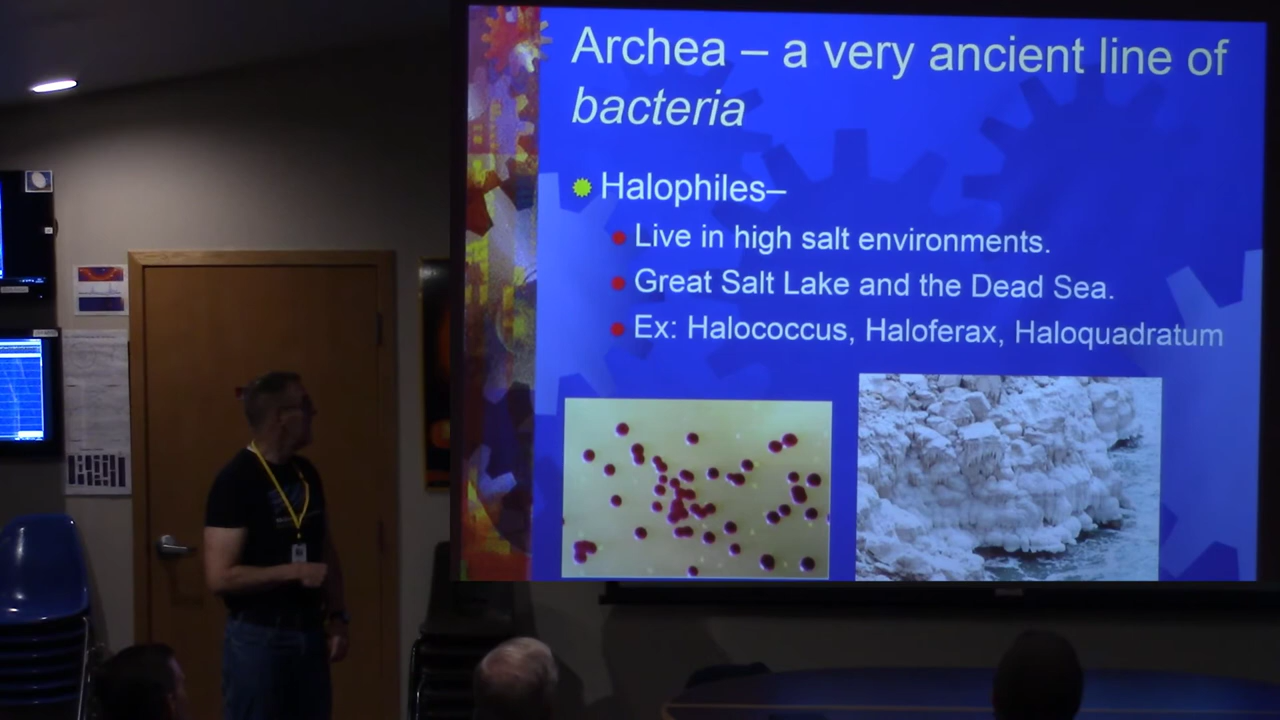 Archea – a very ancient line of
bacteria
Halophiles–
Live in high salt environments.
Great Salt Lake and the Dead Sea.
Ex: Halococcus, Haloferax, Haloquadratum